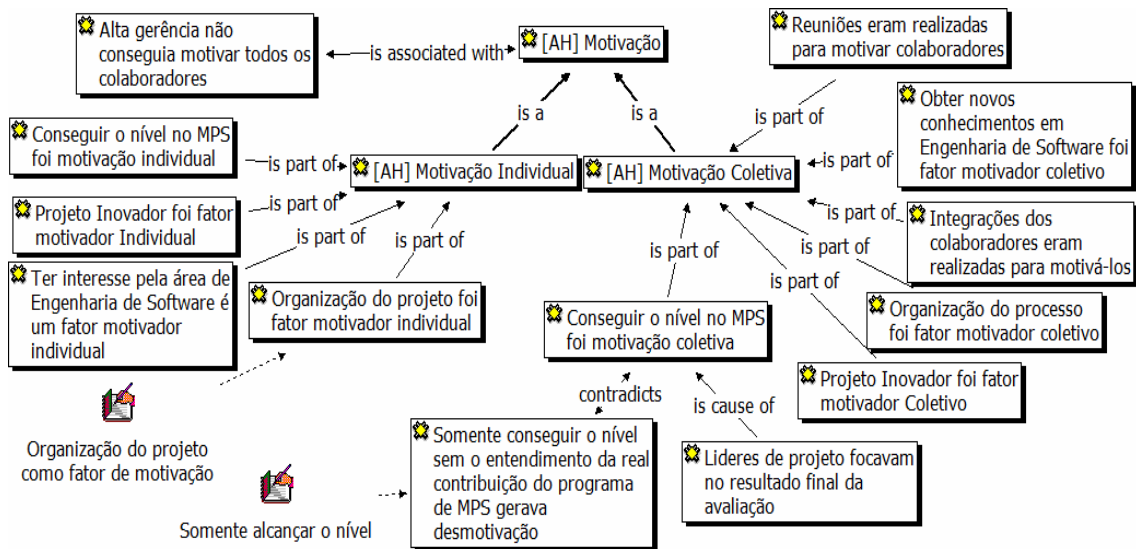 Alta gerência não
conseguia motivar todos os
colaboradores
is associated with
[AH] Motivação
Reuniões eram realizadas
para motivar colaboradores
is a
is a
is part of
Obter novos
conhecimentos em
Engenharia de Software foi
fator motivador coletivo
Conseguir o nível no MPS
foi motivação individual
is part of
[AH] Motivação Individual
[AH] Motivação Coletiva
is part of
Projeto Inovador foi fator
motivador Individual
is part of
is part of
Integrações dos
colaboradores eram
realizadas para motivá-los
is part of
is part of
is part of
is part of
is part of
Ter interesse pela área de
Engenharia de Software é
um fator motivador
individual
Organização do projeto foi
fator motivador individual
Conseguir o nível no MPS
foi motivação coletiva
Organização do processo
foi fator motivador coletivo
Projeto Inovador foi fator
motivador Coletivo
contradicts
is cause of
Organização do projeto
como fator de motivação
Somente conseguir o nível
sem o entendimento da real
contribuição do programa
de MPS gerava
desmotivação
Lideres de projeto focavam
no resultado final da
avaliação
Somente alcançar o nível